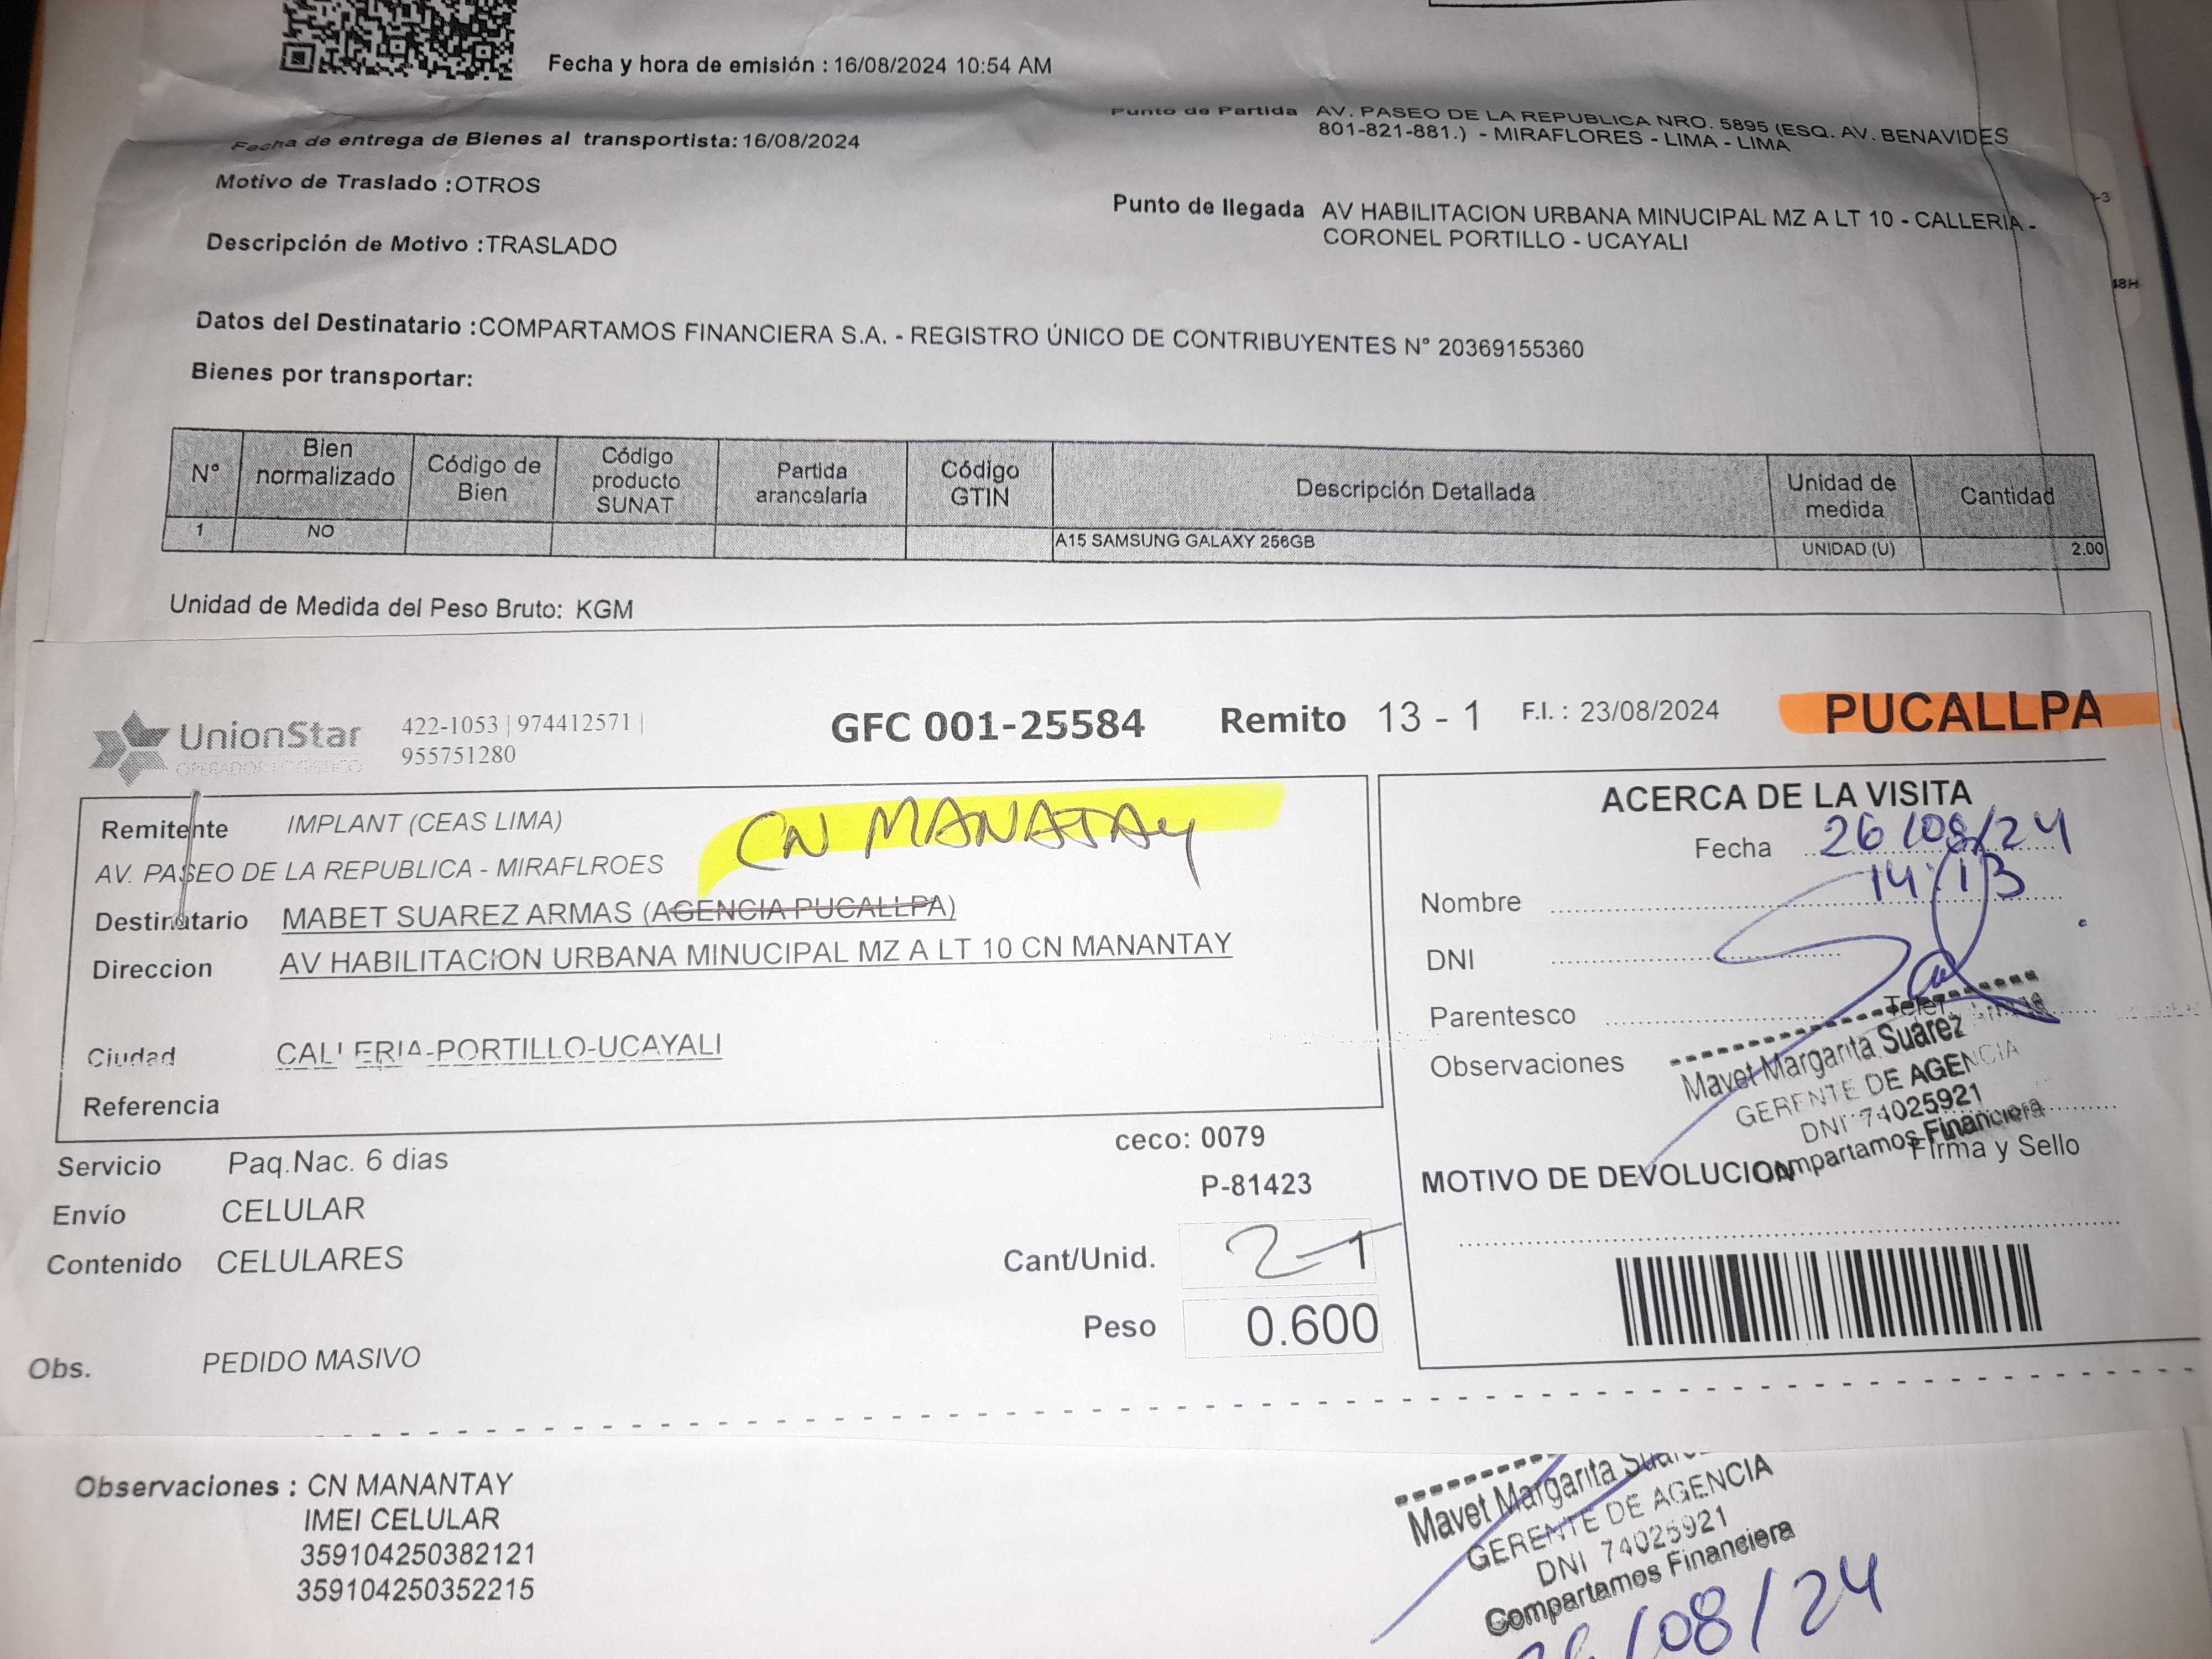 Fecha y hora de emisión : 16/08/2024 10:54 AM
Fecha de entrega de Bienes al transportista: 16/08/2024
Motivo de Traslado : OTROS
Descripción de Motivo : TRASLADO
Punto de Partida AV. PASEO DE LA REPUBLICA NRO. 5895 (ESQ. AV. BENAVIDES
801-821-881.) - MIRAFLORES - LIMA - LIMA
Punto de llegada AV HABILITACION URBANA MINUCIPAL MZ A LT 10 - CALLERIA -
CORONEL PORTILLO - UCAYALI
Datos del Destinatario : COMPARTAMOS FINANCIERA S.A. - REGISTRO ÚNICO DE CONTRIBUYENTES N° 20369155360
Bienes por transportar:
N° Bien normalizado Código de Bien Código producto SUNAT Partida arancelaria Código GTIN Descripción Detallada Unidad de medida Cantidad
1 NO A15 SAMSUNG GALAXY 256GB UNIDAD (U) 2.00
Unidad de Medida del Peso Bruto: KGM
UnionStar
OPERADOR LOGISTICO
422-1053 | 974412571 |
955751280
GFC 001-25584 Remito 13 - 1 F.I. : 23/08/2024 PUCALLPA
Remitente IMPLANT (CEAS LIMA)
CN MANATAY
AV. PASEO DE LA REPUBLICA - MIRAFLROES
Destinatario MABET SUAREZ ARMAS (AGENCIA PUCALLPA)
Direccion AV HABILITACION URBANA MINUCIPAL MZ A LT 10 CN MANANTAY
Ciudad CALLERIA-PORTILLO-UCAYALI
Referencia
Servicio Paq.Nac. 6 dias
Envío CELULAR
Contenido CELULARES
Obs. PEDIDO MASIVO
ceco: 0079
P-81423
Cant/Unid. 2 1
Peso 0.600
ACERCA DE LA VISITA
Fecha 26/08/24
14:13
Nombre
DNI
Parentesco
Telef
Observaciones
Mavet Margarita Suarez
GERENTE DE AGENCIA
DNI 74025921
Compartamos Financiera
Firma y Sello
MOTIVO DE DEVOLUCION
Observaciones : CN MANANTAY
IMEI CELULAR
359104250382121
359104250352215
Mavet Margarita Suarez
GERENTE DE AGENCIA
DNI 74025921
Compartamos Financiera
26/08/24